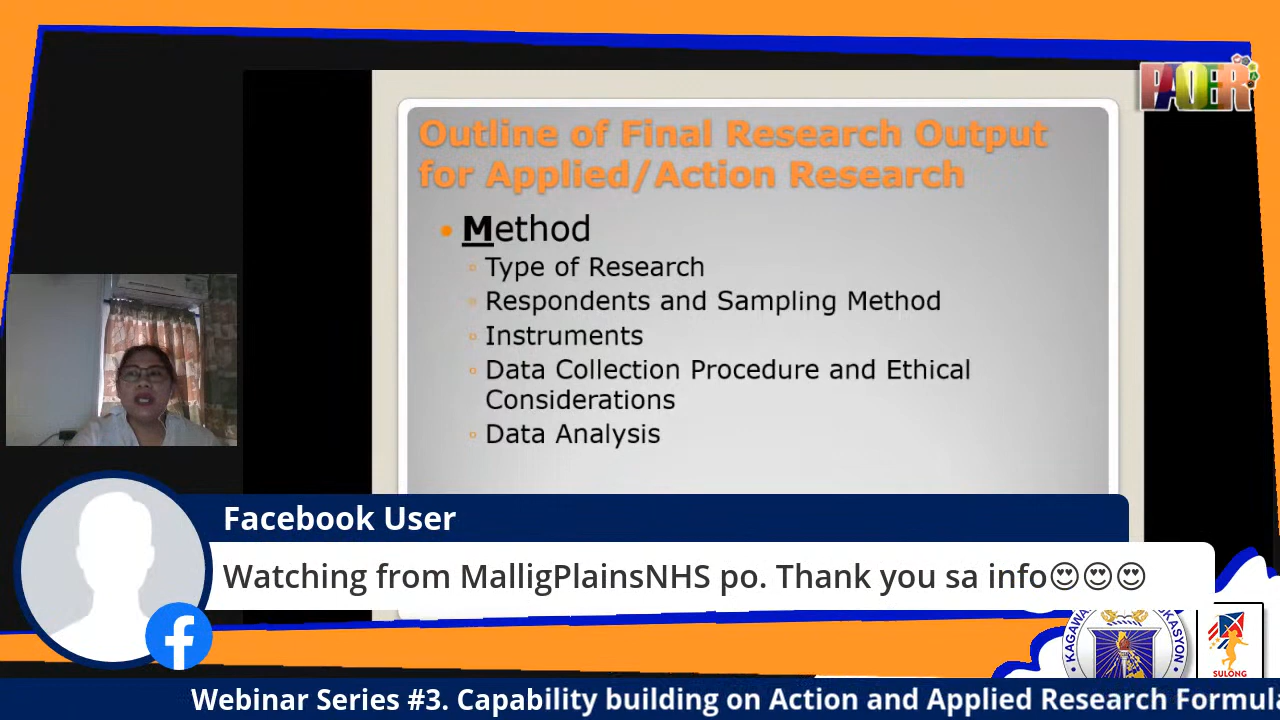 PAOER
Outline of Final Research Output
for Applied/Action Research
Method
Type of Research
Respondents and Sampling Method
Instruments
Data Collection Procedure and Ethical
Considerations
Data Analysis
Facebook User
Watching from MalligPlainsNHS po. Thank you sa info😍😍😍
SULONG
Webinar Series #3. Capability building on Action and Applied Research Formula